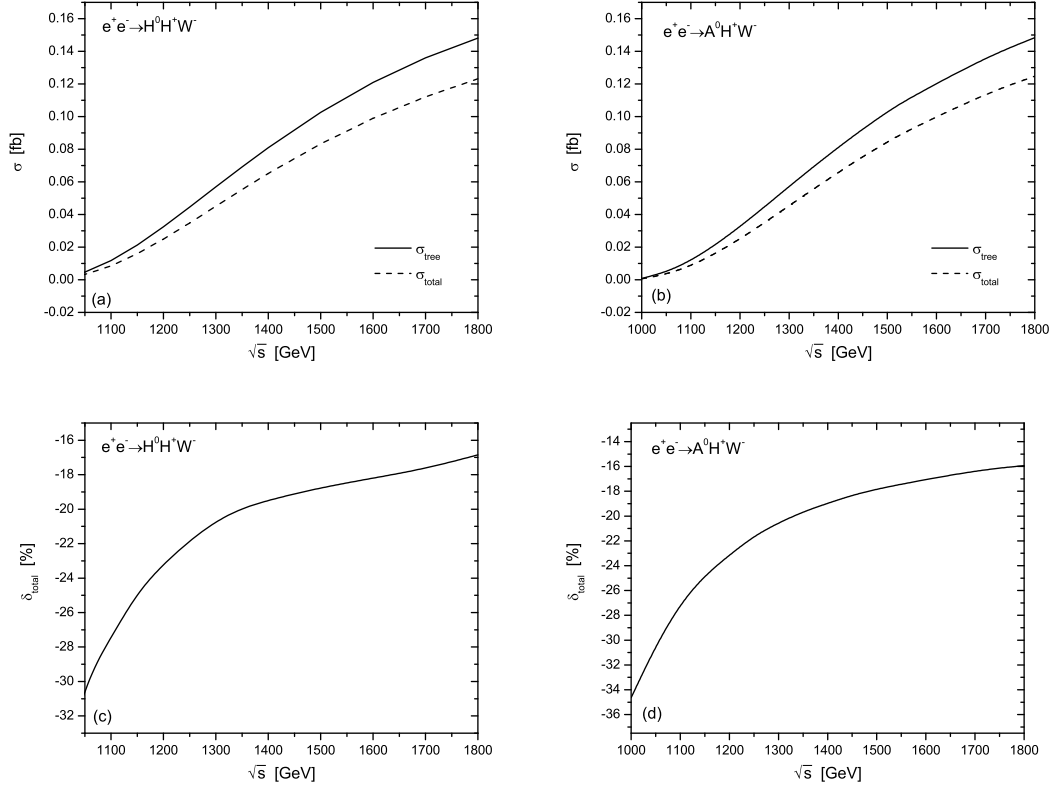 e⁺e⁻→H⁰H⁺W⁻
0.16
0.14
0.12
0.10
0.08
0.06
0.04
0.02
0.00
-0.02
σ [fb]
σtree
σtotal
(a)
1100 1200 1300 1400 1500 1600 1700 1800
√s [GeV]
e⁺e⁻→A⁰H⁺W⁻
0.16
0.14
0.12
0.10
0.08
0.06
0.04
0.02
0.00
-0.02
σ [fb]
σtree
σtotal
(b)
1000 1100 1200 1300 1400 1500 1600 1700 1800
√s [GeV]
e⁺e⁻→H⁰H⁺W⁻
-16
-18
-20
-22
-24
-26
-28
-30
-32
δtotal [%]
(c)
1100 1200 1300 1400 1500 1600 1700 1800
√s [GeV]
e⁺e⁻→A⁰H⁺W⁻
-14
-16
-18
-20
-22
-24
-26
-28
-30
-32
-34
-36
δtotal [%]
(d)
1000 1100 1200 1300 1400 1500 1600 1700 1800
√s [GeV]